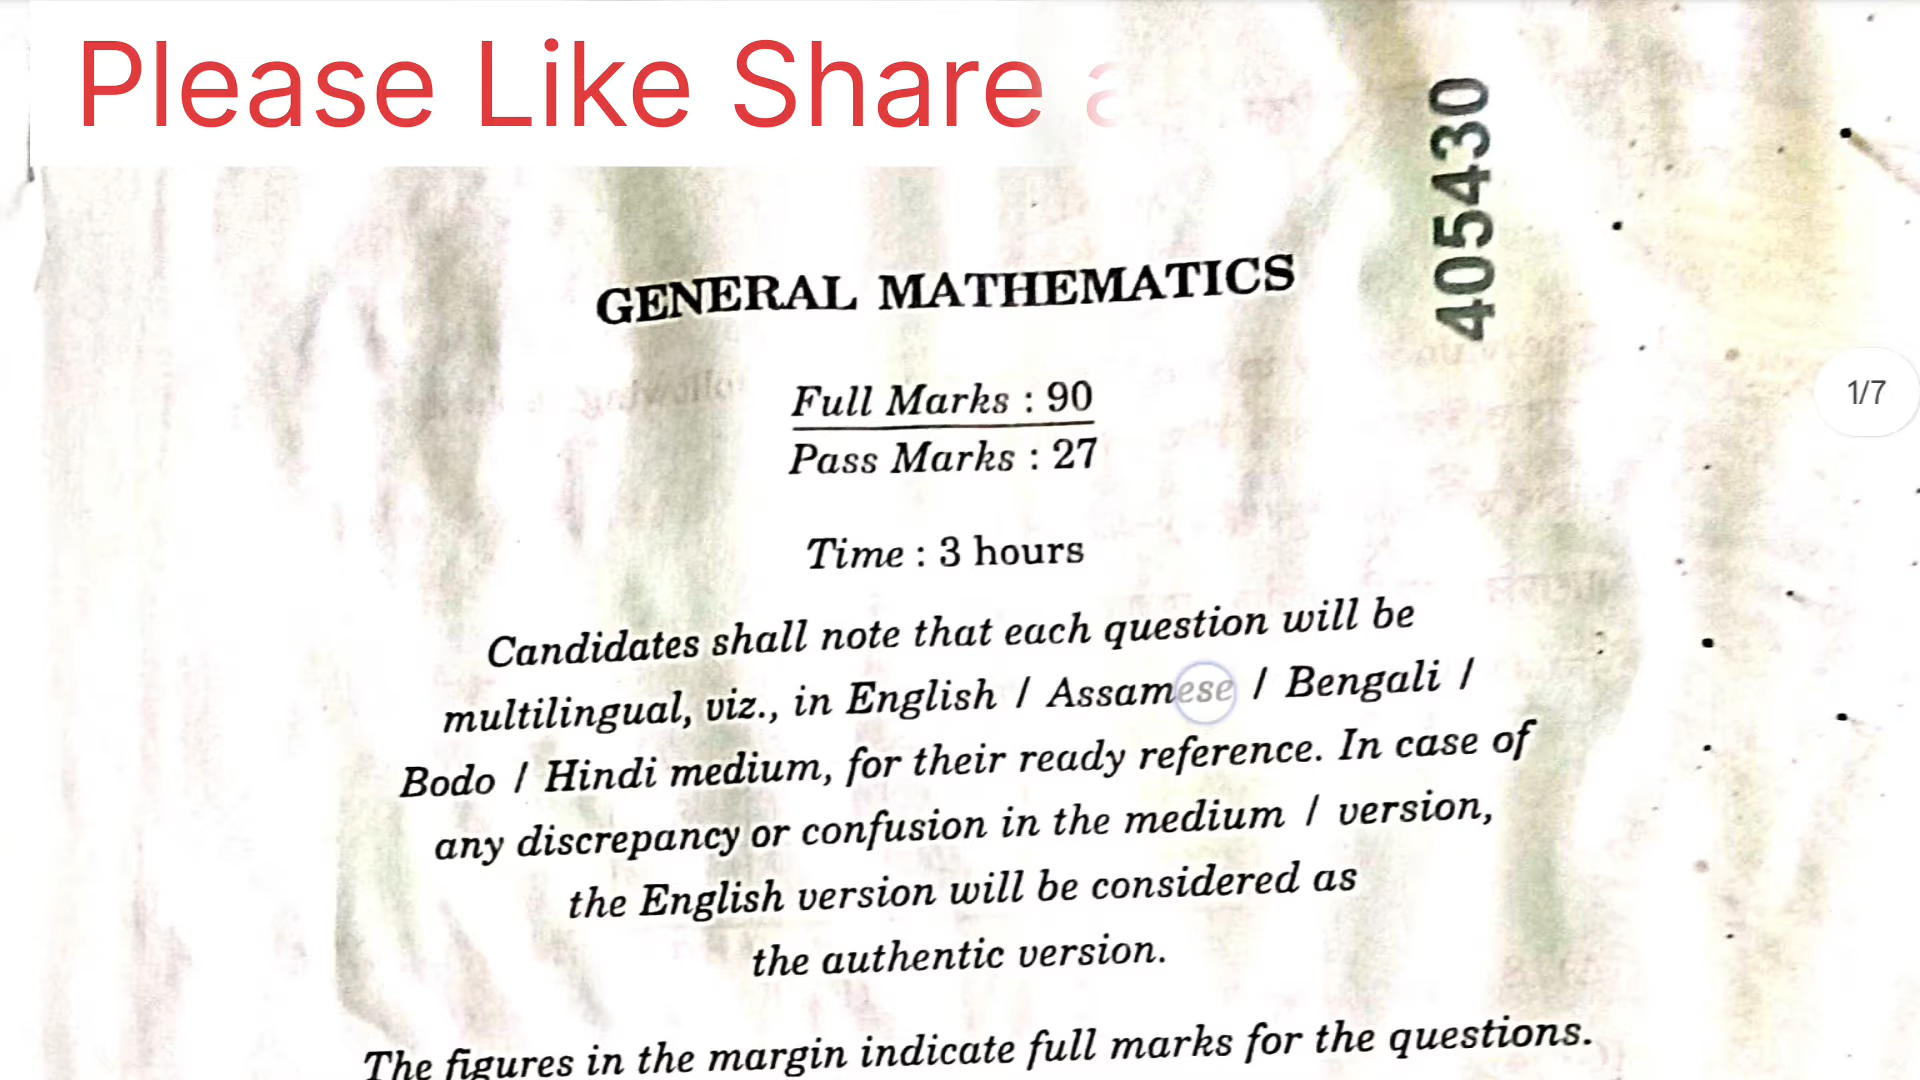 Please Like Share
405430
GENERAL MATHEMATICS
Full Marks : 90
Pass Marks : 27
1/7
Time : 3 hours
Candidates shall note that each question will be
multilingual, viz., in English / Assamese / Bengali /
Bodo / Hindi medium, for their ready reference. In case of
any discrepancy or confusion in the medium / version,
the English version will be considered as
the authentic version.
The figures in the margin indicate full marks for the questions.